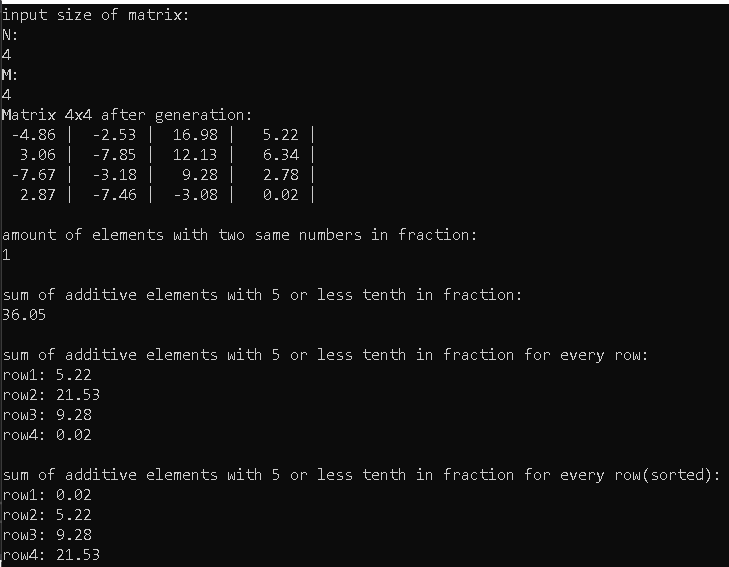 input size of matrix:
N:
4
M:
4
Matrix 4x4 after generation:
-4.86 | -2.53 | 16.98 | 5.22 |
3.06 | -7.85 | 12.13 | 6.34 |
-7.67 | -3.18 | 9.28 | 2.78 |
2.87 | -7.46 | -3.08 | 0.02 |
amount of elements with two same numbers in fraction:
1
sum of additive elements with 5 or less tenth in fraction:
36.05
sum of additive elements with 5 or less tenth in fraction for every row:
row1: 5.22
row2: 21.53
row3: 9.28
row4: 0.02
sum of additive elements with 5 or less tenth in fraction for every row(sorted):
row1: 0.02
row2: 5.22
row3: 9.28
row4: 21.53